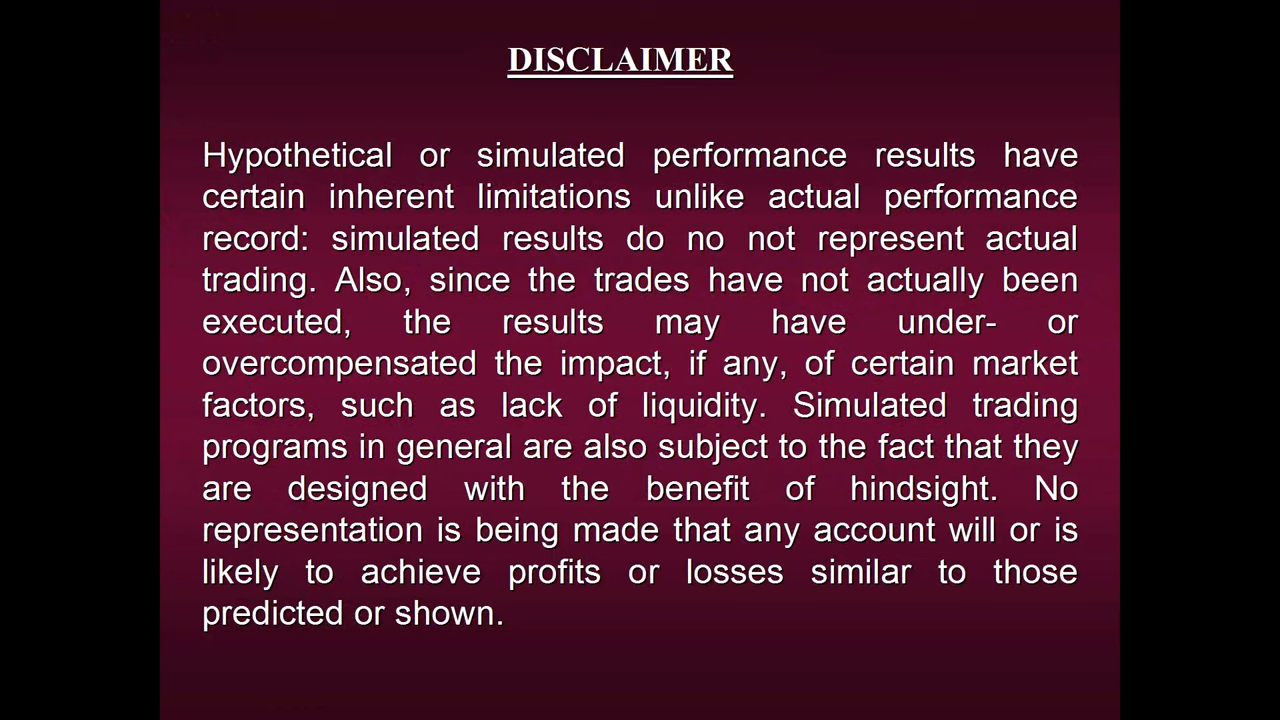 DISCLAIMER
Hypothetical or simulated performance results have
certain inherent limitations unlike actual performance
record: simulated results do no not represent actual
trading. Also, since the trades have not actually been
executed, the results may have under- or
overcompensated the impact, if any, of certain market
factors, such as lack of liquidity. Simulated trading
programs in general are also subject to the fact that they
are designed with the benefit of hindsight. No
representation is being made that any account will or is
likely to achieve profits or losses similar to those
predicted or shown.